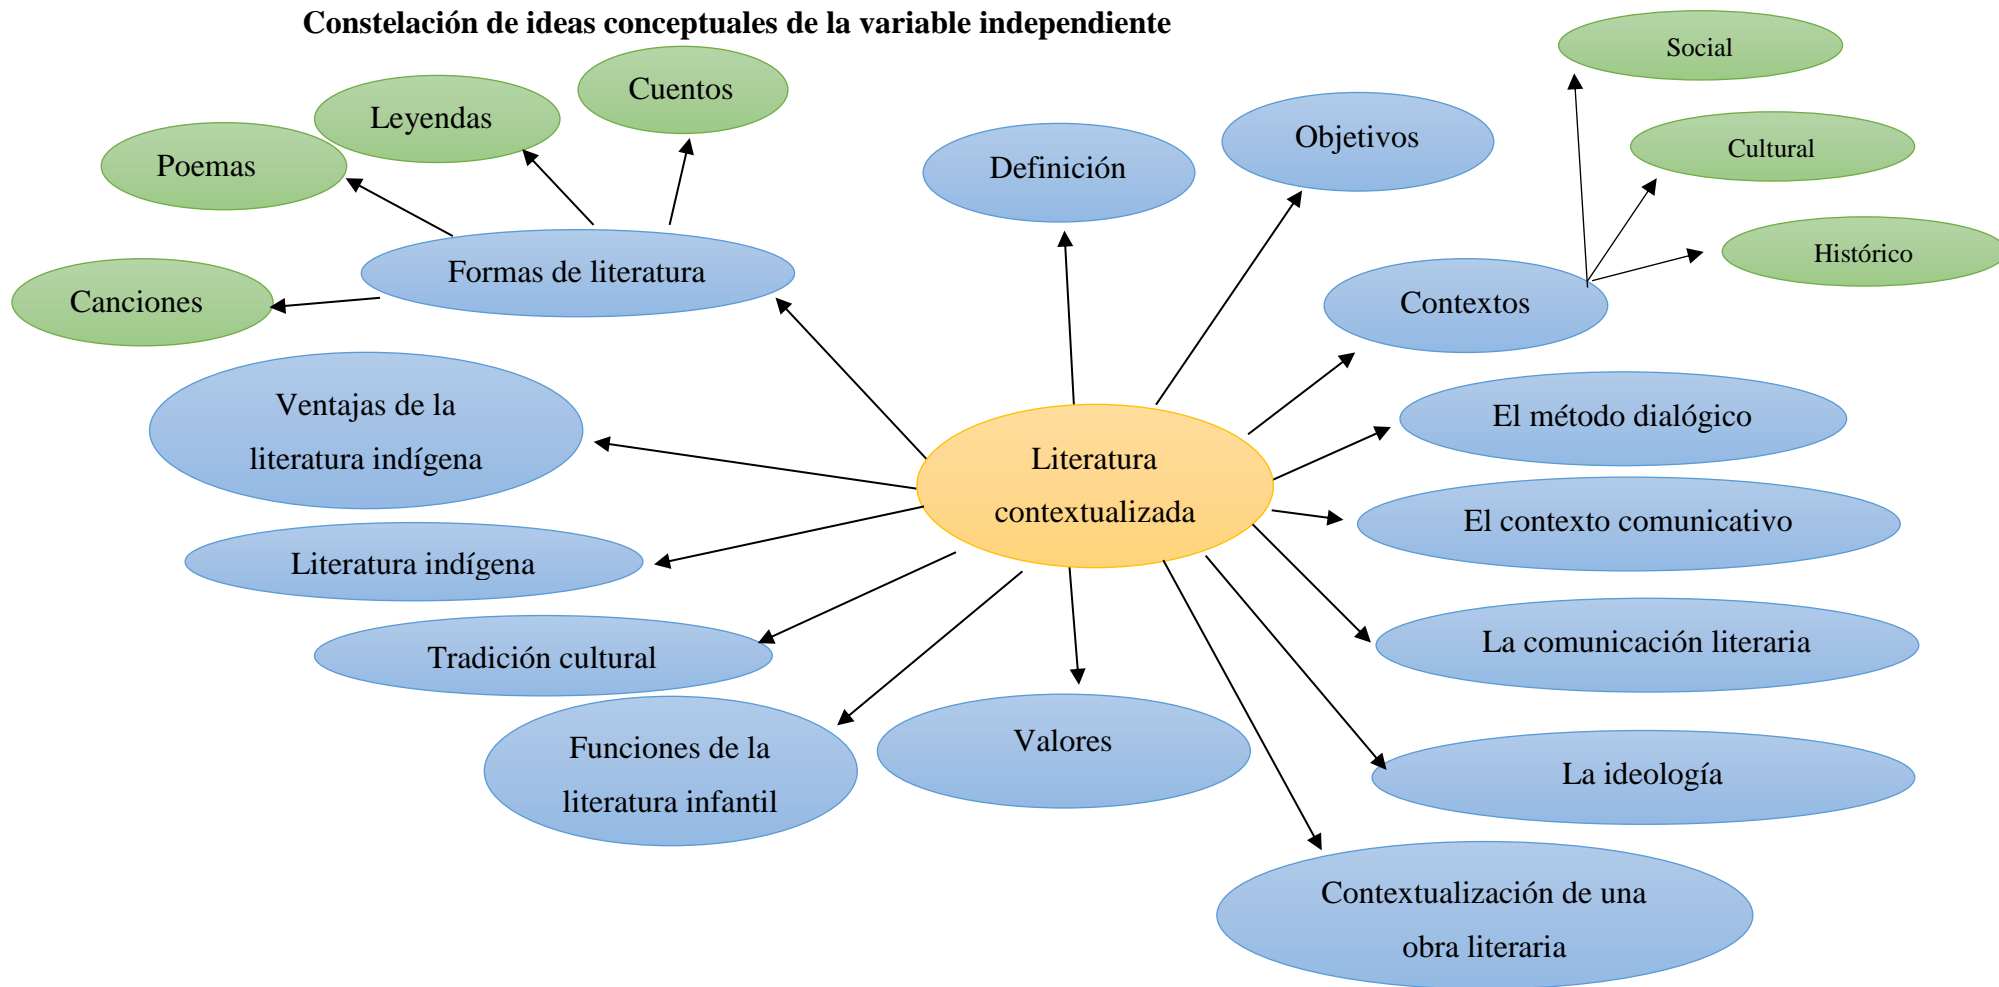 Constelación de ideas conceptuales de la variable independiente
Social
Cuentos
Leyendas
Objetivos
Cultural
Poemas
Definición
Histórico
Formas de literatura
Canciones
Contextos
Ventajas de la
literatura indígena
El método dialógico
Literatura
contextualizada
El contexto comunicativo
Literatura indígena
La comunicación literaria
Tradición cultural
Funciones de la
literatura infantil
Valores
La ideología
Contextualización de una
obra literaria